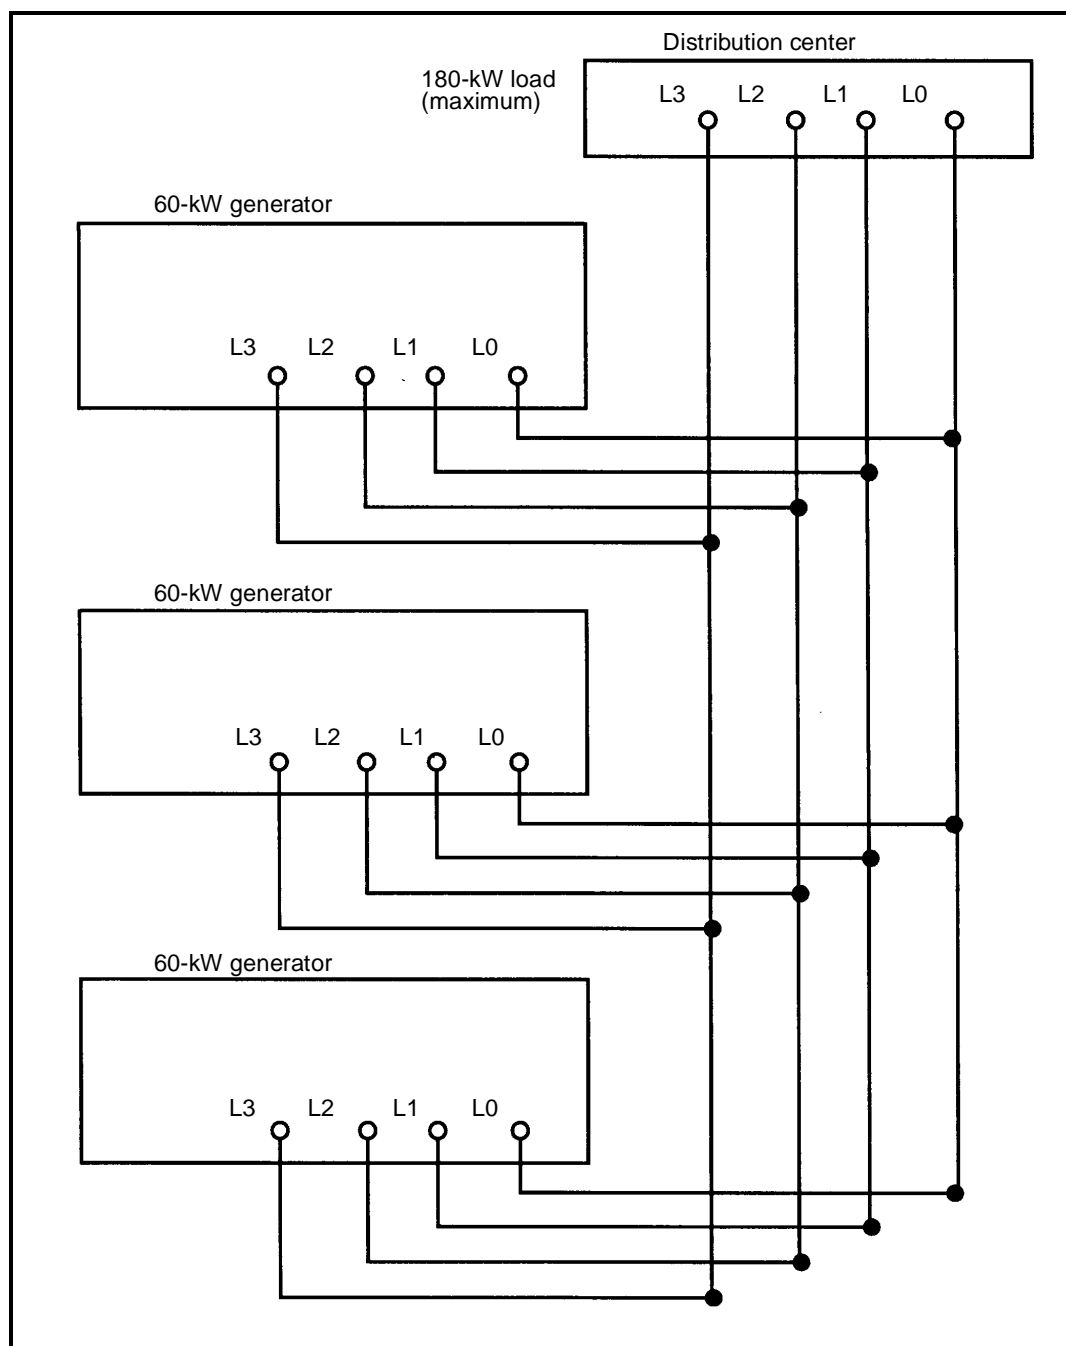 Distribution center
180-kW load
(maximum)
L3 L2 L1 L0
60-kW generator
L3 L2 L1 L0
60-kW generator
L3 L2 L1 L0
60-kW generator
L3 L2 L1 L0